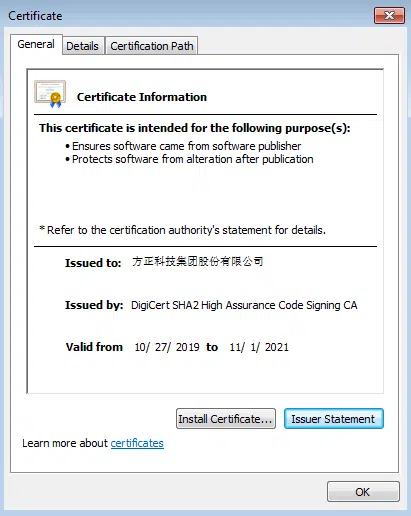 Certificate
General Details Certification Path
Certificate Information
This certificate is intended for the following purpose(s):
• Ensures software came from software publisher
• Protects software from alteration after publication
* Refer to the certification authority's statement for details.
Issued to: 方正科技集团股份有限公司
Issued by: DigiCert SHA2 High Assurance Code Signing CA
Valid from 10/ 27/ 2019 to 11/ 1/ 2021
Install Certificate... Issuer Statement
Learn more about certificates
OK